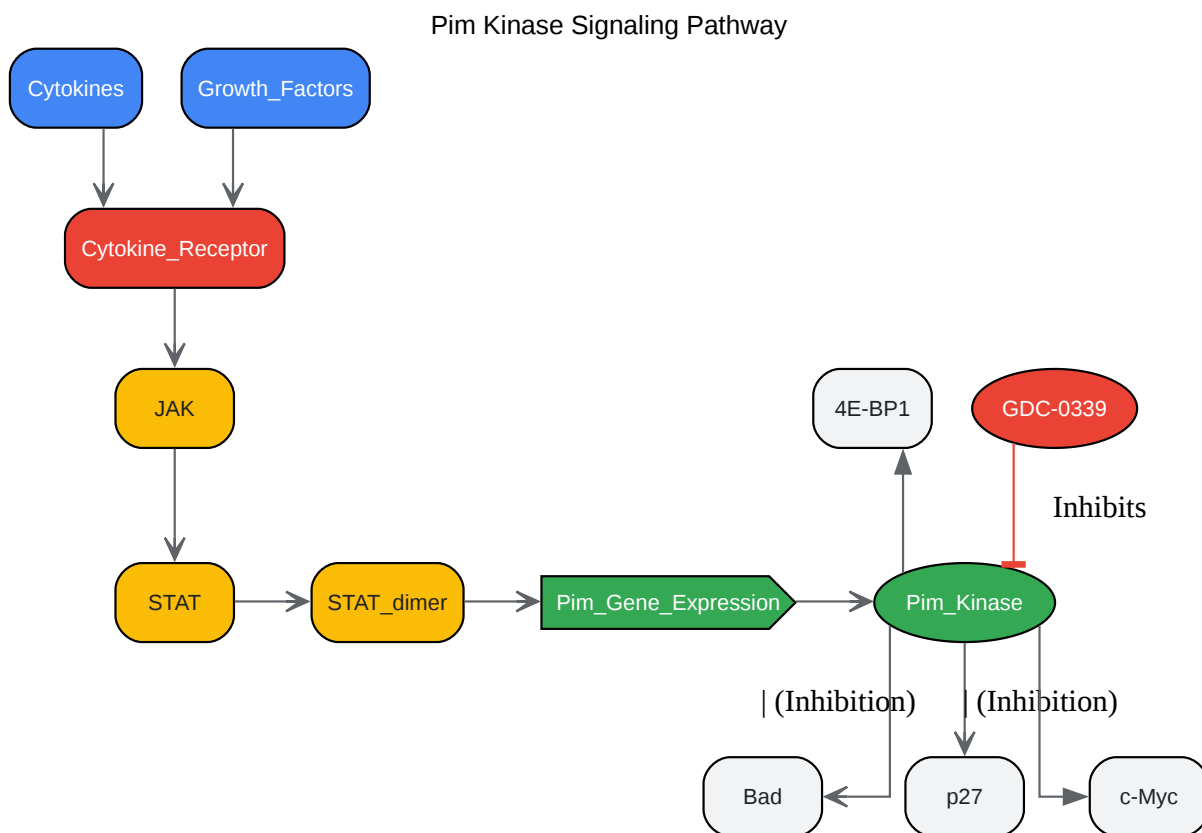 Pim Kinase Signaling Pathway
Cytokines
Growth_Factors
Cytokine_Receptor
JAK
4E-BP1
GDC-0339
Inhibits
STAT
STAT_dimer
Pim_Gene_Expression
Pim_Kinase
| (Inhibition)
| (Inhibition)
Bad
p27
c-Myc